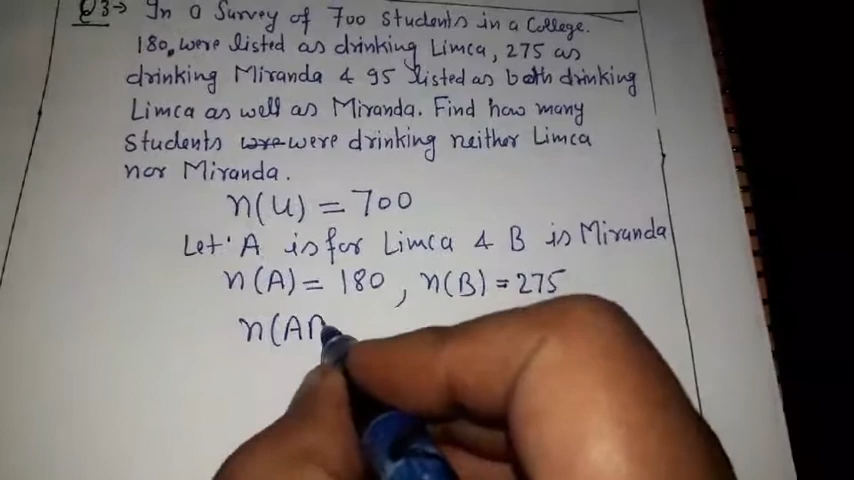 Q3→ In a Survey of 700 students in a College.
180, were listed as drinking Limca, 275 as
drinking Miranda & 95 listed as both drinking
Limca as well as Miranda. Find how many
students were were drinking neither Limca
nor Miranda.
n(U) = 700
Let A is for Limca & B is Miranda
n(A) = 180, n(B) = 275
n(A∩